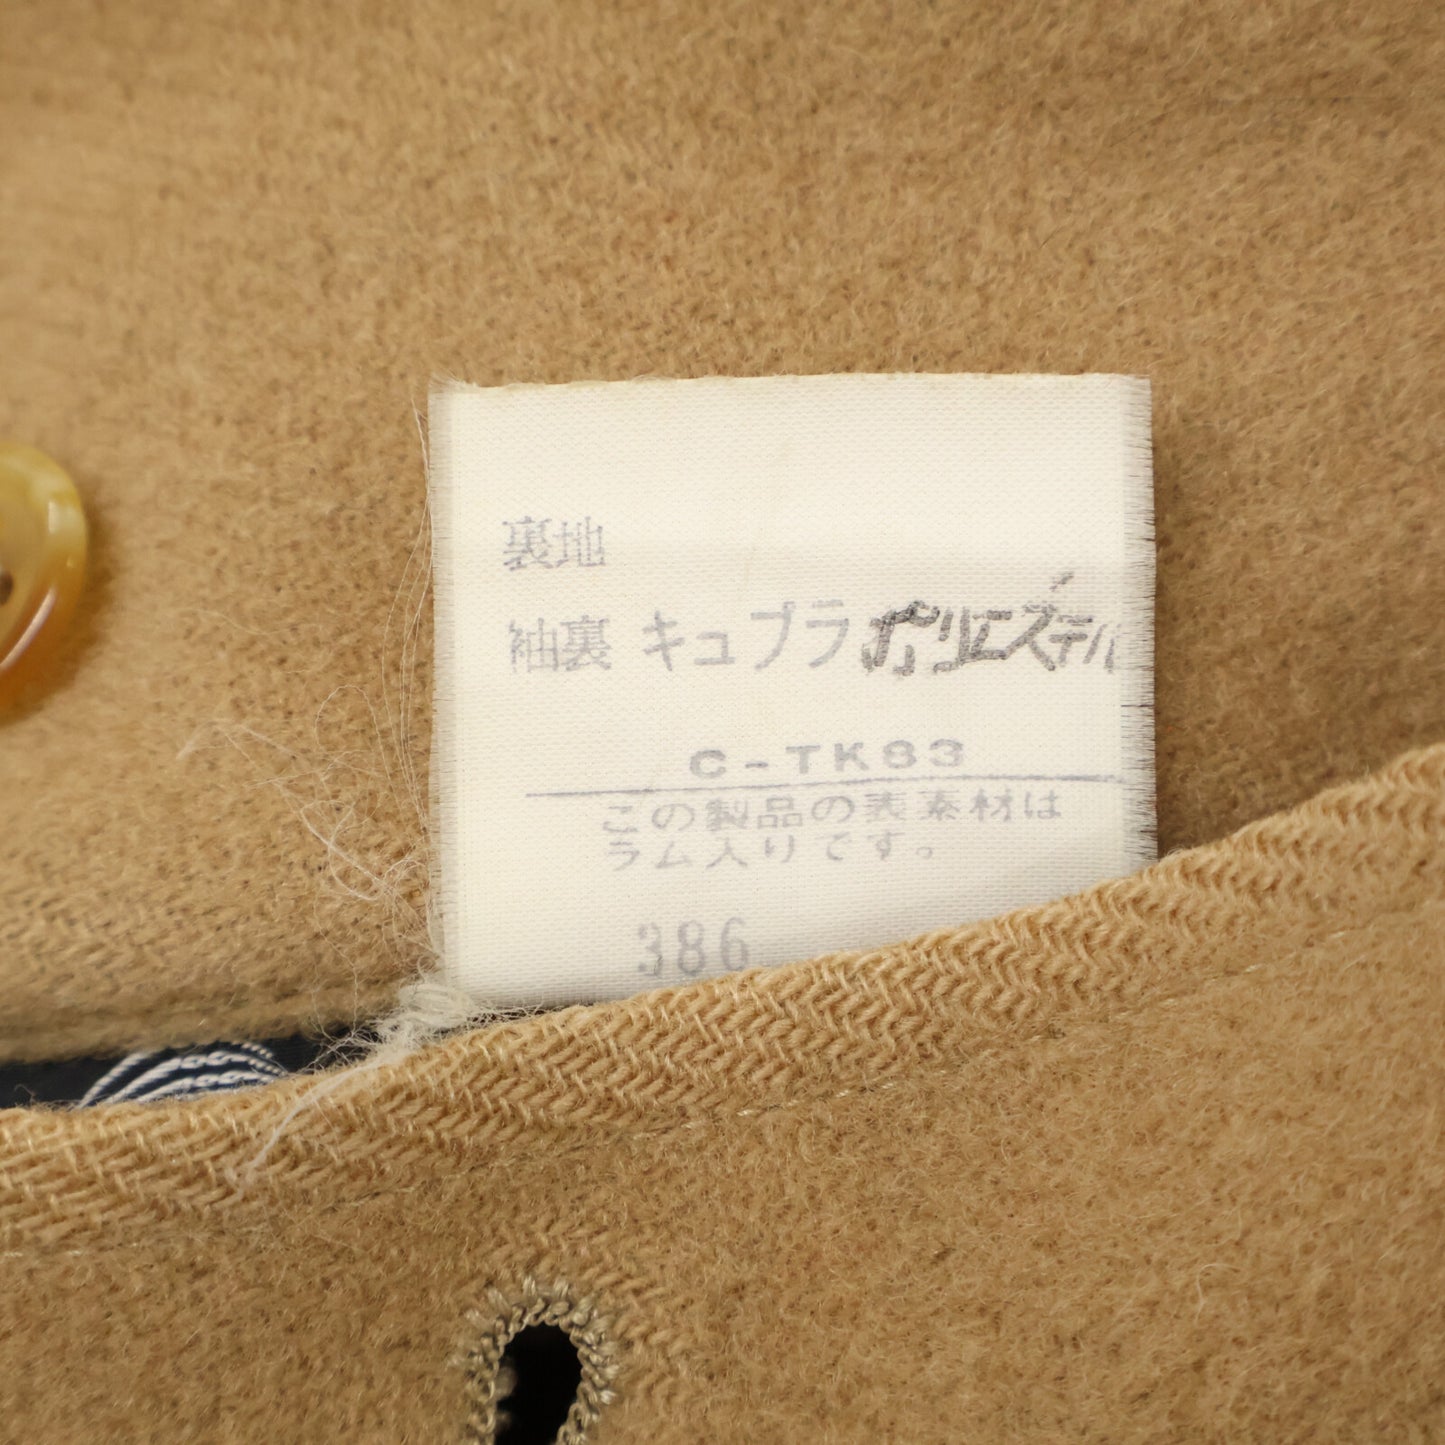 裏地
袖裏 キュプラ ポリエステル
C-TK83
この製品の表素材は
ラム入りです。
386